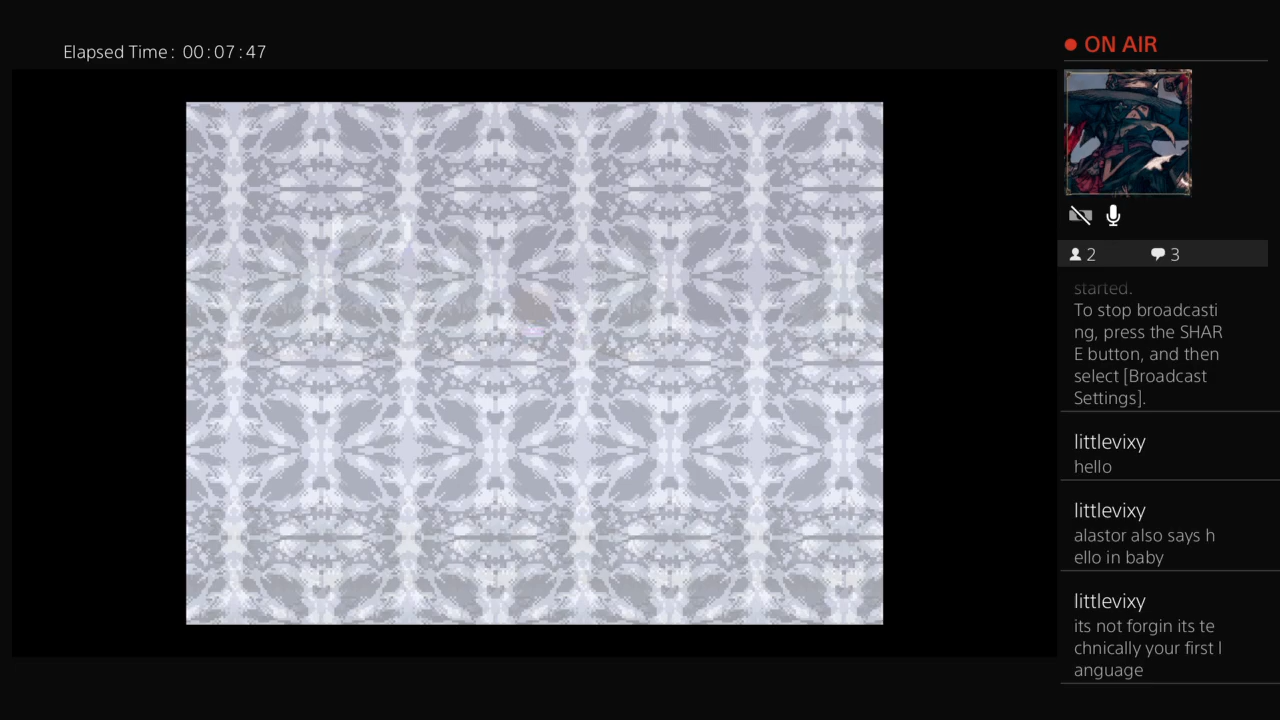 Elapsed Time: 00:07:47
ON AIR
2
3
started.
To stop broadcasti
ng, press the SHAR
E button, and then
select [Broadcast
Settings].
littlevixy
hello
littlevixy
alastor also says h
ello in baby
littlevixy
its not forgin its te
chnically your first l
anguage